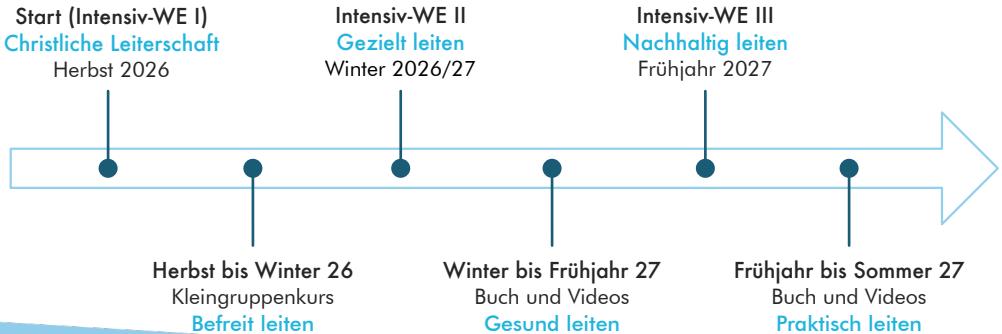 Start (Intensiv-WE I)
Christliche Leiterschaft
Herbst 2026
Intensiv-WE II
Gezielt leiten
Winter 2026/27
Intensiv-WE III
Nachhaltig leiten
Frühjahr 2027
Herbst bis Winter 26
Kleingruppenkurs
Befreit leiten
Winter bis Frühjahr 27
Buch und Videos
Gesund leiten
Frühjahr bis Sommer 27
Buch und Videos
Praktisch leiten